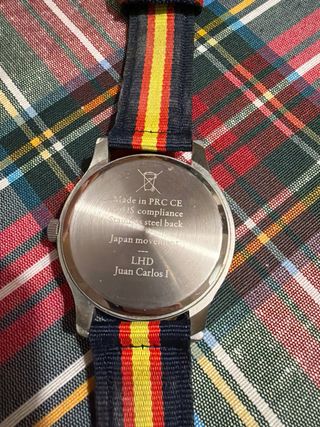 Made in PRC CE
compliance
steel back
Japan movement
LHD
Juan Carlos I